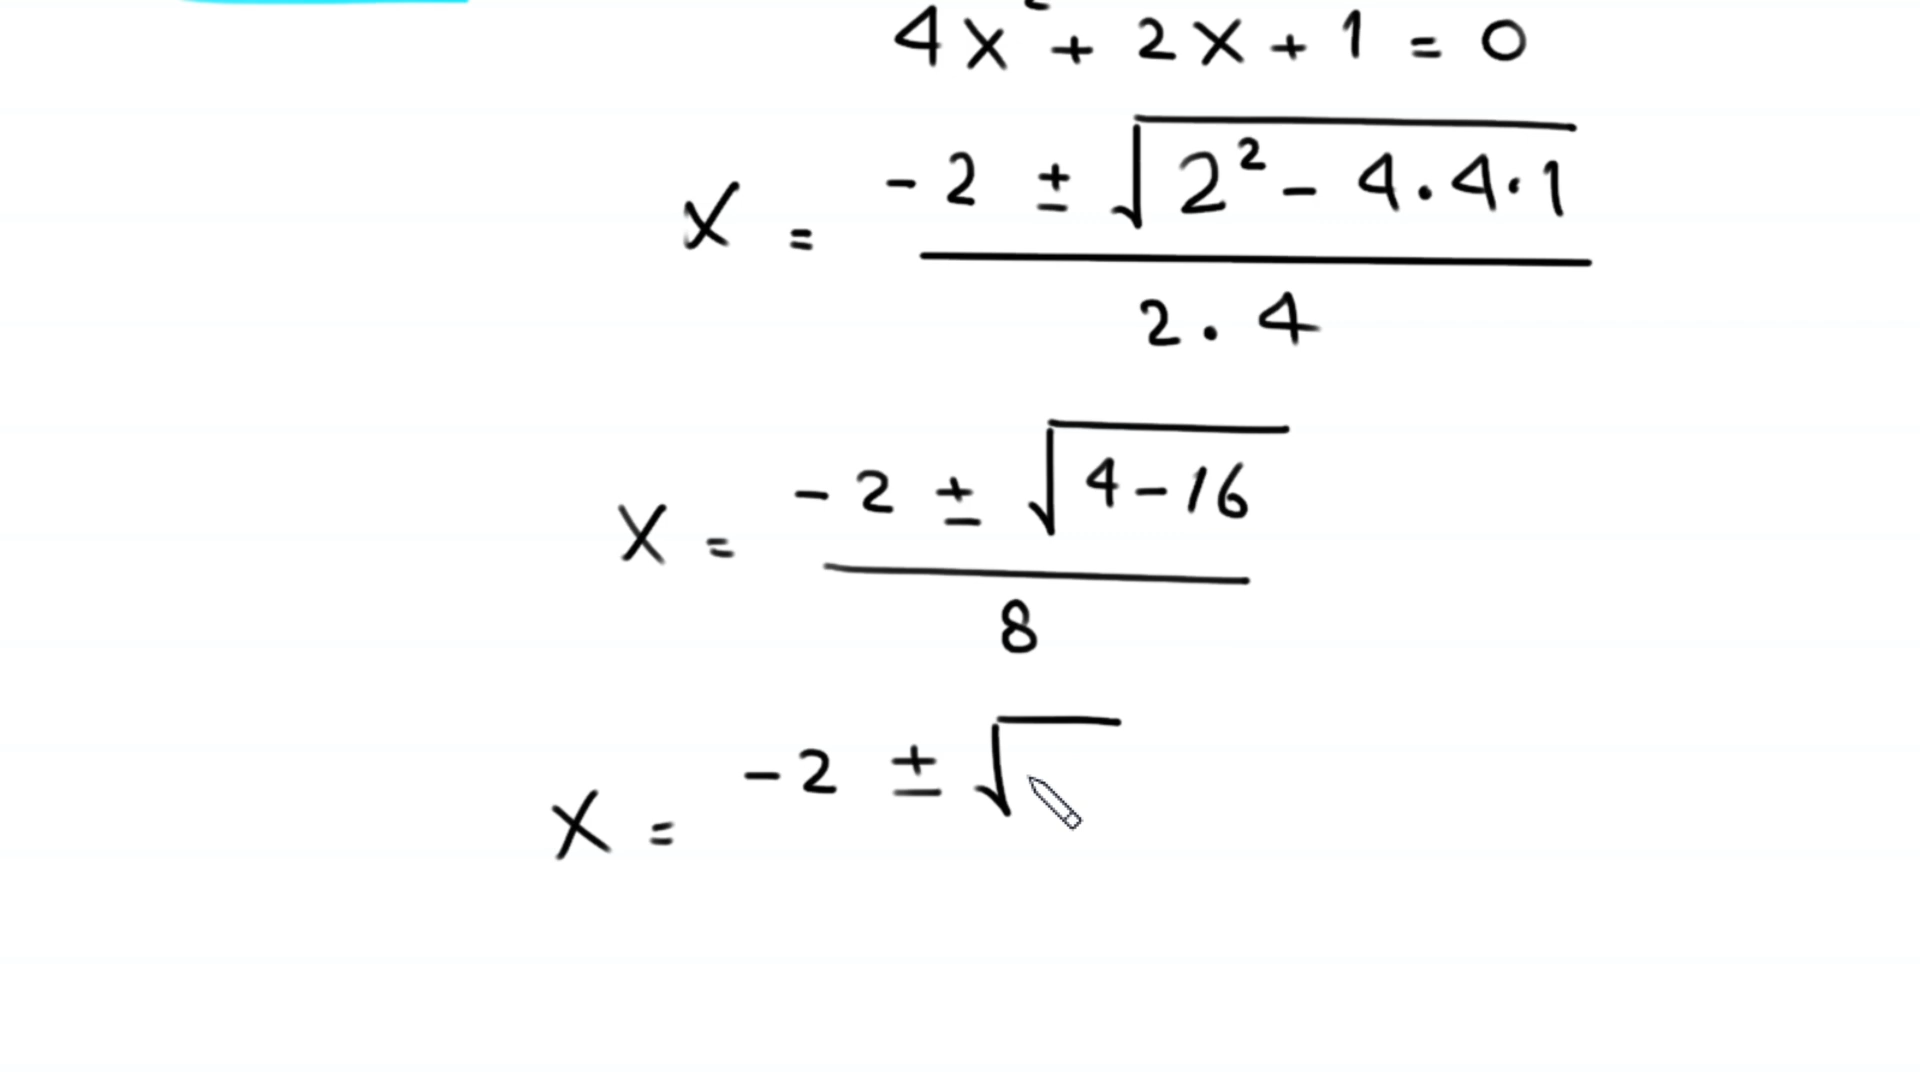 4x² + 2x + 1 = 0
x = (-2 ± √(2² - 4·4·1)) / (2·4)
x = (-2 ± √(4-16)) / 8
x = -2 ± √